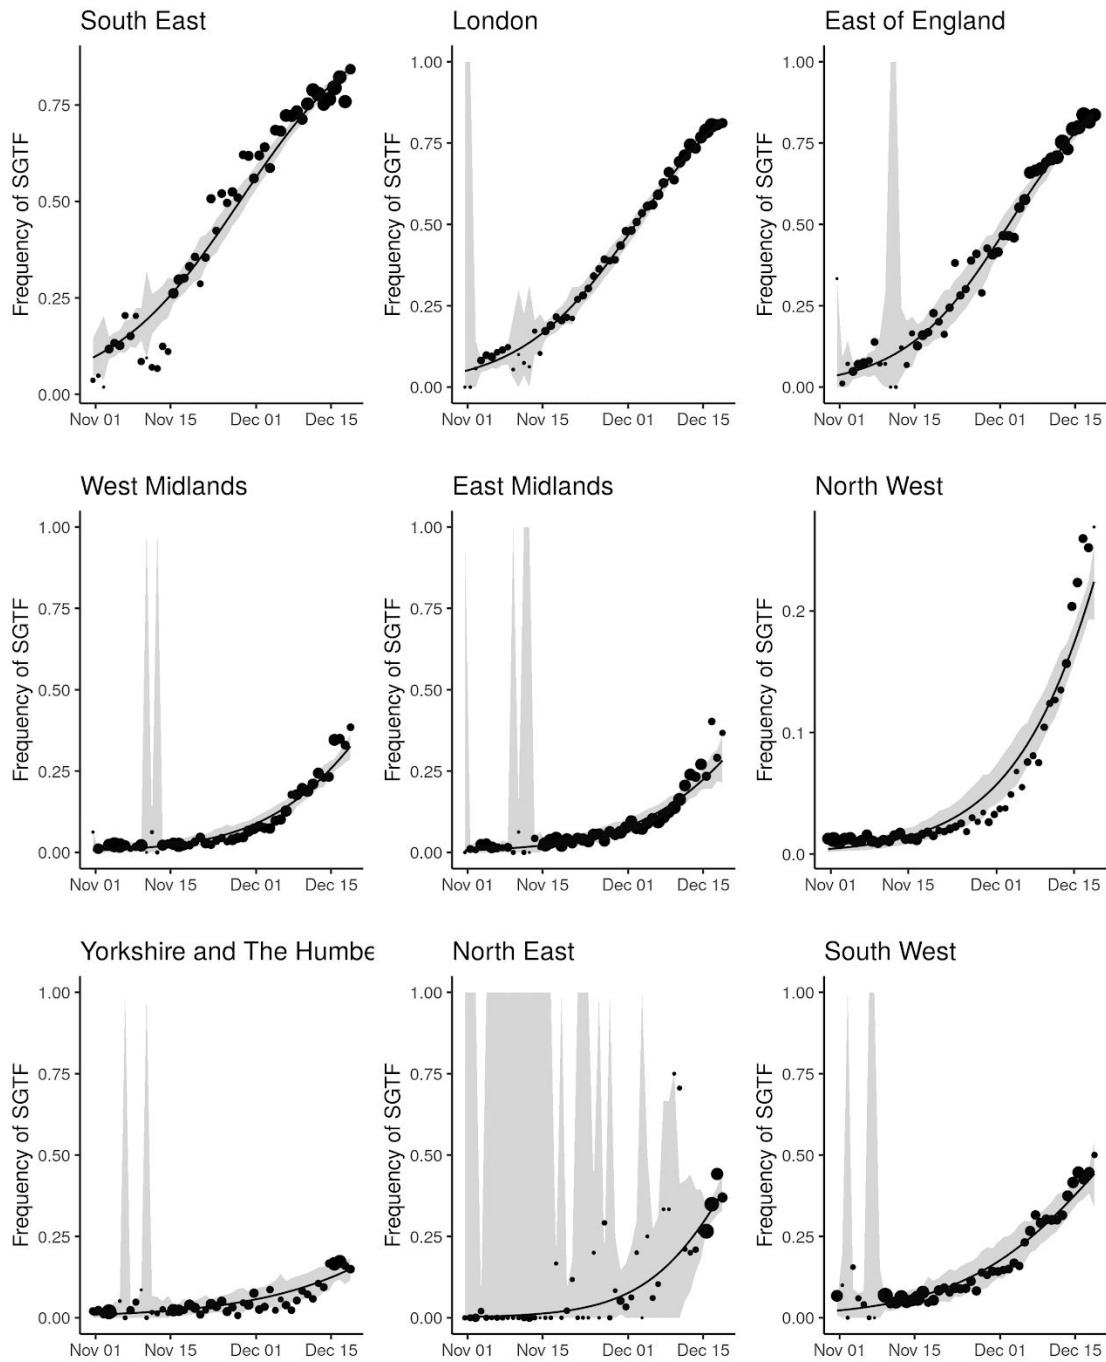 South East
London
East of England
Frequency of SGTF
0.75
0.50
0.25
0.00
Nov 01 Nov 15 Dec 01 Dec 15
Frequency of SGTF
1.00
0.75
0.50
0.25
0.00
Nov 01 Nov 15 Dec 01 Dec 15
Frequency of SGTF
1.00
0.75
0.50
0.25
0.00
Nov 01 Nov 15 Dec 01 Dec 15
West Midlands
East Midlands
North West
Frequency of SGTF
1.00
0.75
0.50
0.25
0.00
Nov 01 Nov 15 Dec 01 Dec 15
Frequency of SGTF
1.00
0.75
0.50
0.25
0.00
Nov 01 Nov 15 Dec 01 Dec 15
Frequency of SGTF
0.2
0.1
0.0
Nov 01 Nov 15 Dec 01 Dec 15
Yorkshire and The Humbe
North East
South West
Frequency of SGTF
1.00
0.75
0.50
0.25
0.00
Nov 01 Nov 15 Dec 01 Dec 15
Frequency of SGTF
1.00
0.75
0.50
0.25
0.00
Nov 01 Nov 15 Dec 01 Dec 15
Frequency of SGTF
1.00
0.75
0.50
0.25
0.00
Nov 01 Nov 15 Dec 01 Dec 15